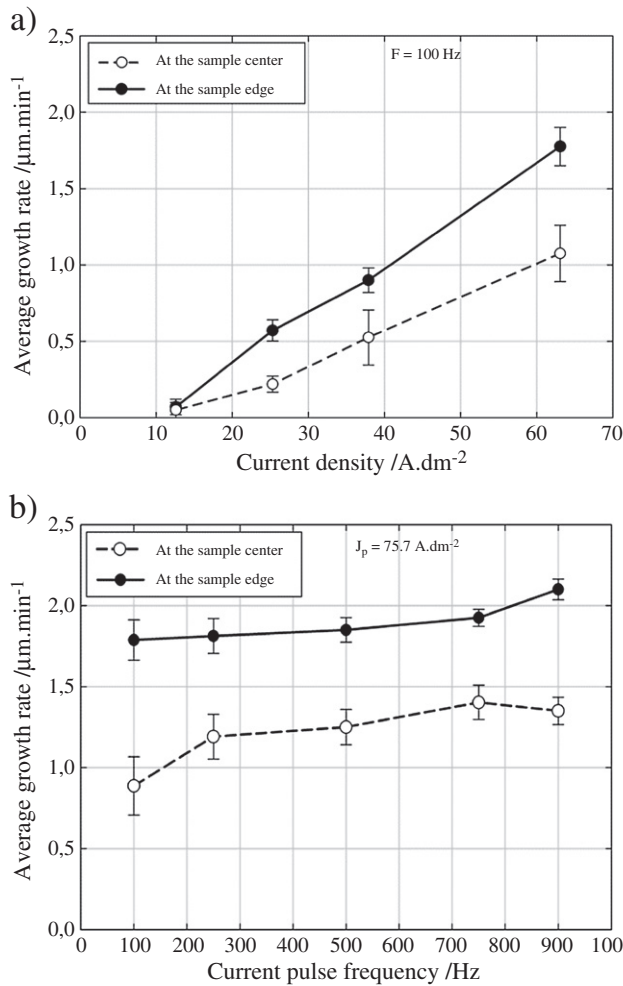 a)
2,5
2,0
1,5
1,0
0,5
0,0
Average growth rate /µm.min-1
At the sample center
At the sample edge
F = 100 Hz
0 10 20 30 40 50 60 70
Current density /A.dm-2
b)
2,5
2,0
1,5
1,0
0,5
0,0
Average growth rate /µm.min-1
At the sample center
At the sample edge
Jp = 75.7 A.dm-2
0 100 200 300 400 500 600 700 800 900 100
Current pulse frequency /Hz